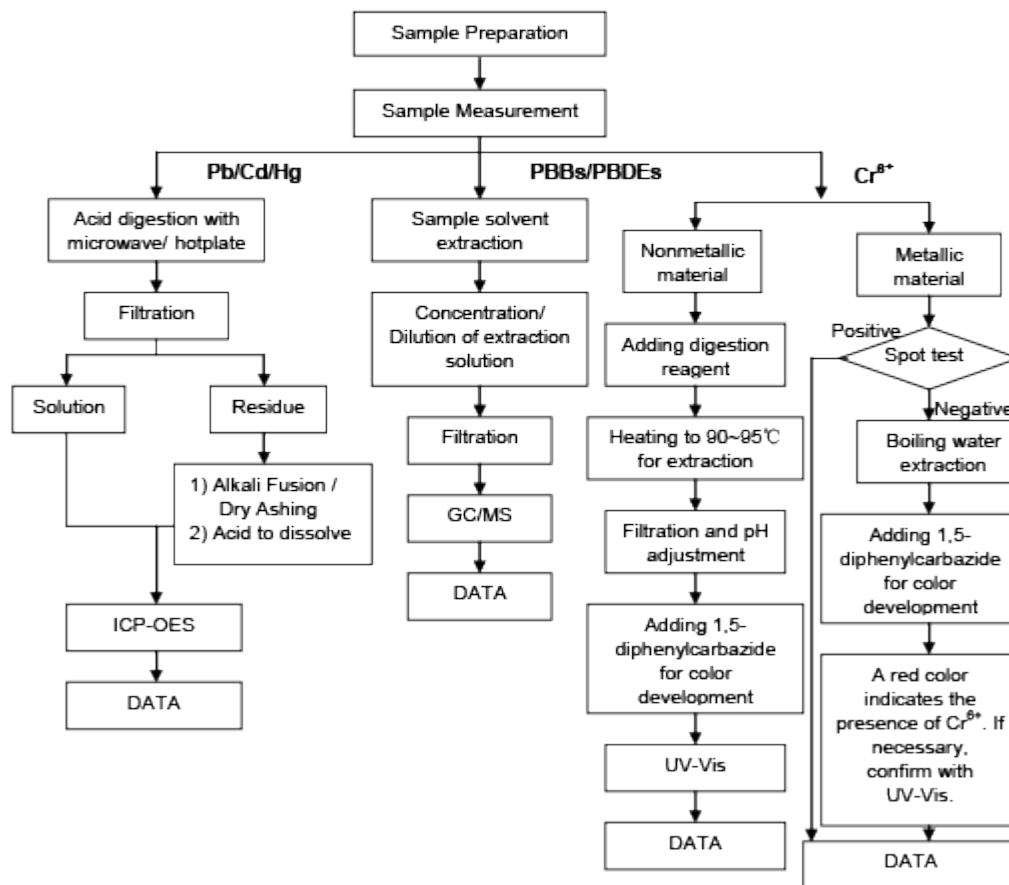 Sample Preparation
Sample Measurement
Pb/Cd/Hg
PBBs/PBDEs
Cr⁶⁺
Acid digestion with
microwave/ hotplate
Filtration
Solution
Residue
1) Alkali Fusion /
Dry Ashing
2) Acid to dissolve
ICP-OES
DATA
Sample solvent
extraction
Concentration/
Dilution of extraction
solution
Filtration
GC/MS
DATA
Nonmetallic
material
Adding digestion
reagent
Heating to 90~95℃
for extraction
Filtration and pH
adjustment
Adding 1,5-
diphenylcarbazide
for color
development
UV-Vis
DATA
Metallic
material
Positive
Spot test
Negative
Boiling water
extraction
Adding 1,5-
diphenylcarbazide
for color
development
A red color
indicates the
presence of Cr⁶⁺. If
necessary,
confirm with
UV-Vis.
DATA